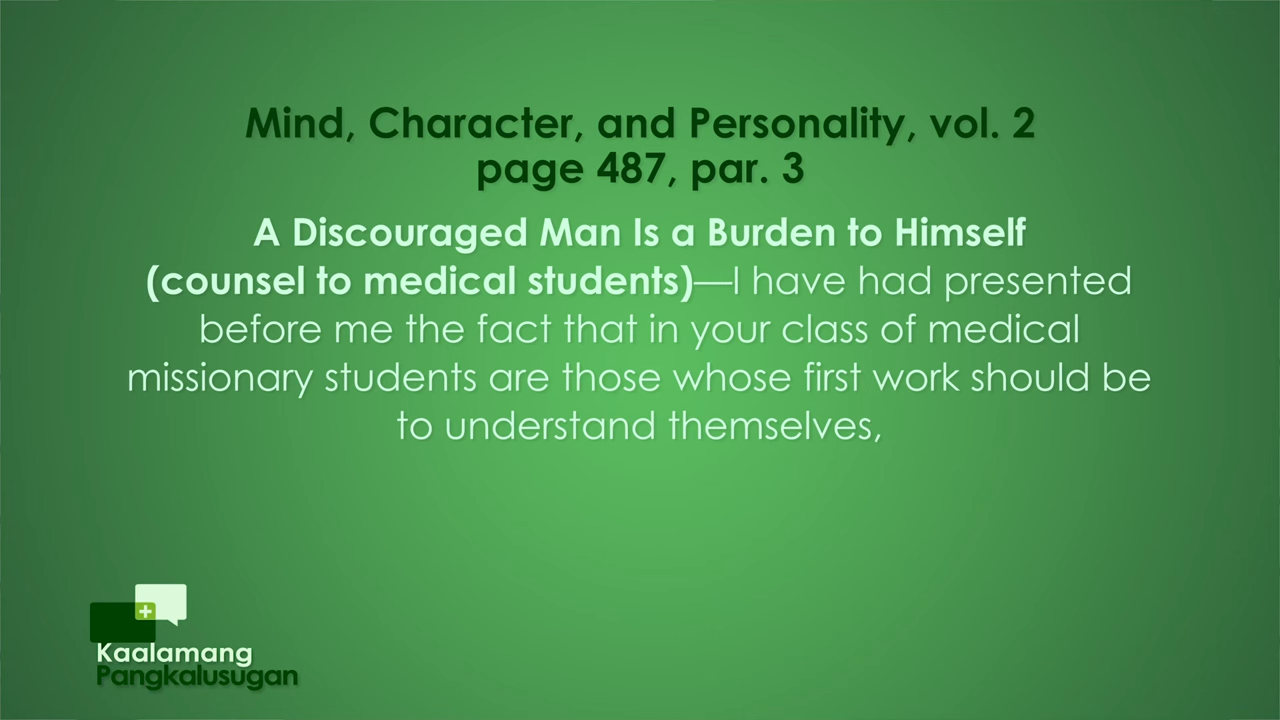 Mind, Character, and Personality, vol. 2
page 487, par. 3
A Discouraged Man Is a Burden to Himself
(counsel to medical students)—I have had presented
before me the fact that in your class of medical
missionary students are those whose first work should be
to understand themselves,
Kaalamang
Pangkalusugan